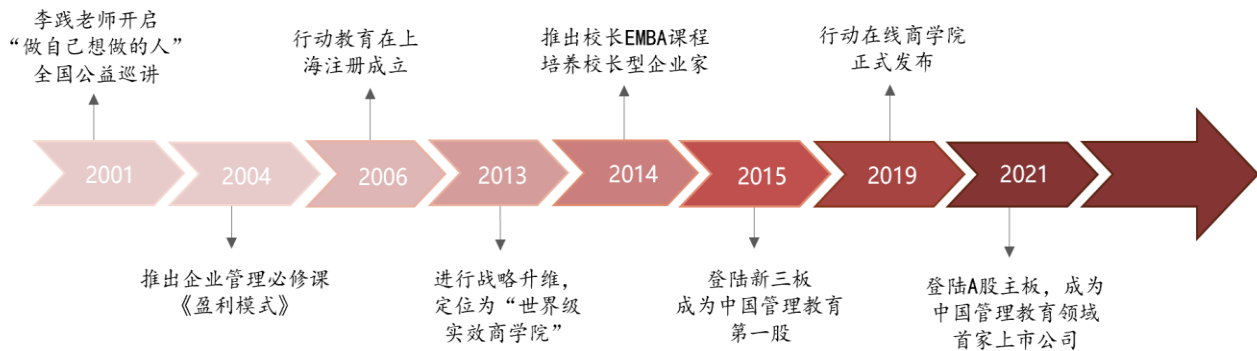 李践老师开启
“做自己想做的人”
全国公益巡讲
行动教育在上
海注册成立
推出校长EMBA课程
培养校长型企业家
行动在线商学院
正式发布
2001
2004
2006
2013
2014
2015
2019
2021
推出企业管理必修课
《盈利模式》
进行战略升维，
定位为“世界级
实效商学院”
登陆新三板
成为中国管理教育
第一股
登陆A股主板，成为
中国管理教育领域
首家上市公司